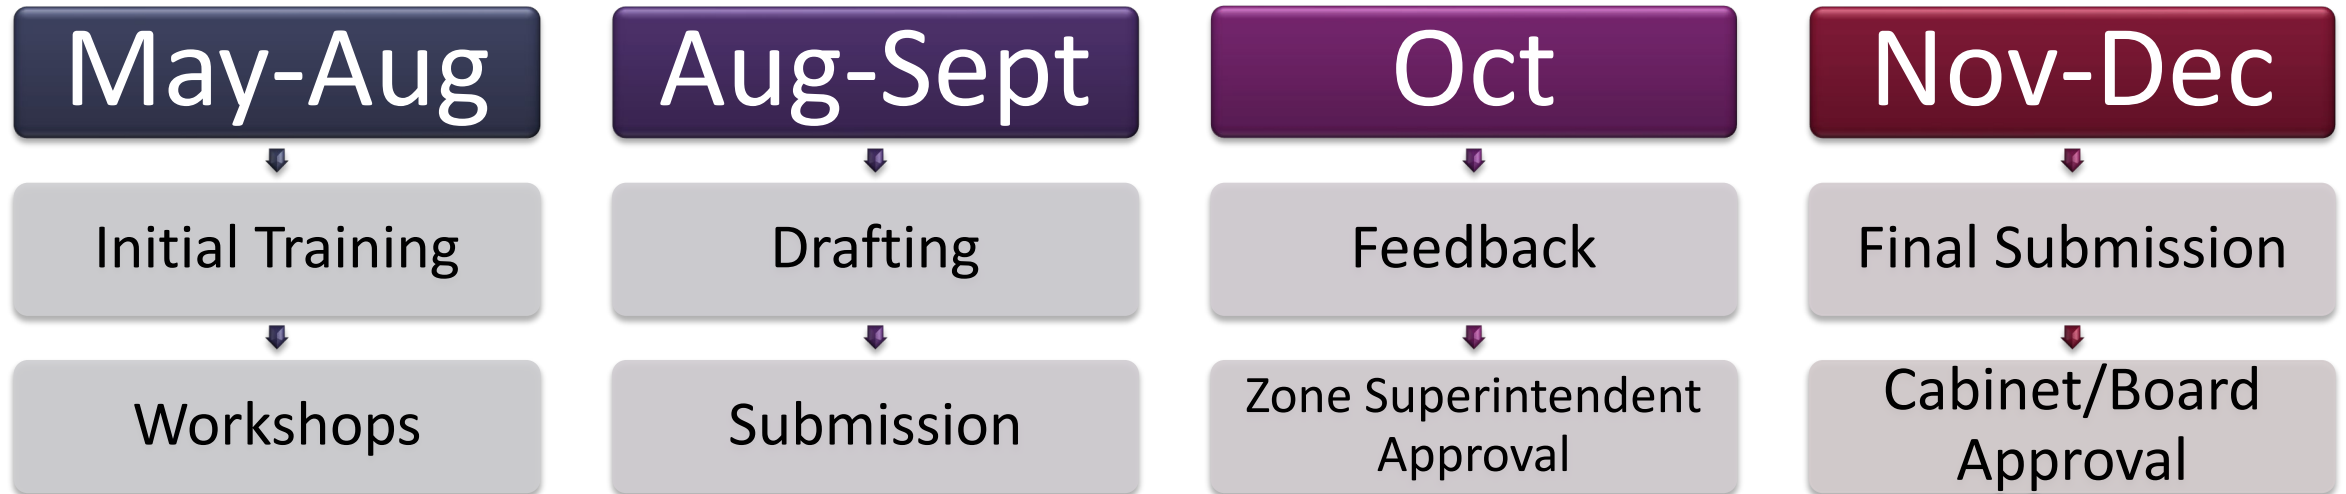 May-Aug
Initial Training
Workshops
Aug-Sept
Drafting
Submission
Oct
Feedback
Zone Superintendent
Approval
Nov-Dec
Final Submission
Cabinet/Board
Approval